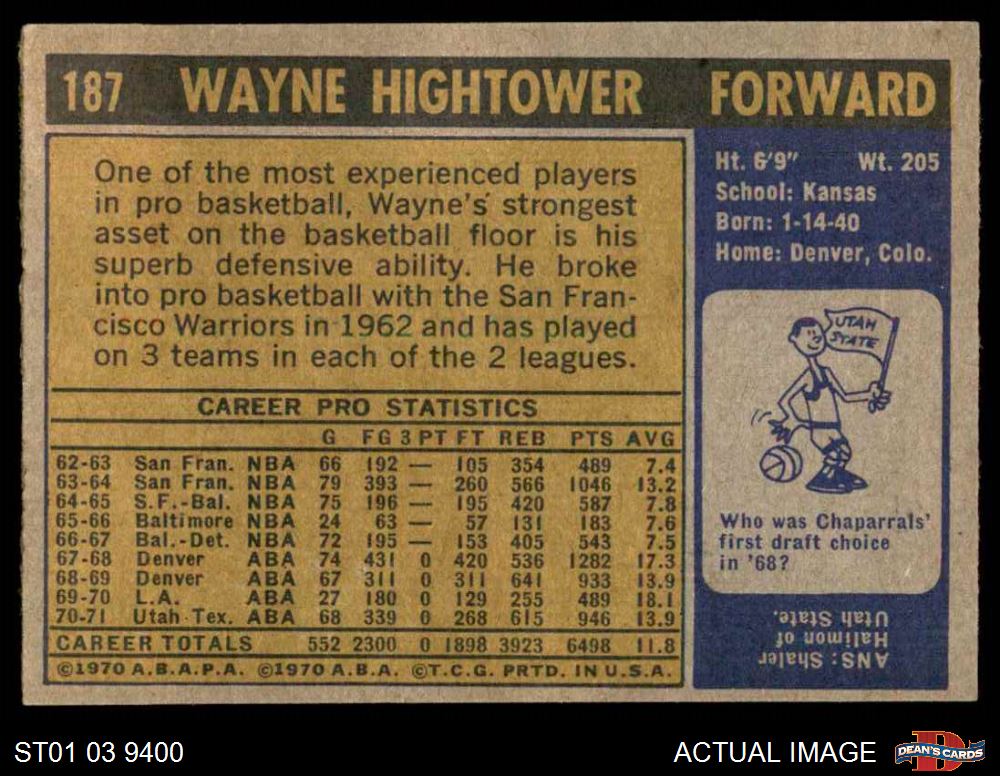 187 WAYNE HIGHTOWER FORWARD
One of the most experienced players
in pro basketball, Wayne's strongest
asset on the basketball floor is his
superb defensive ability. He broke
into pro basketball with the San Fran-
cisco Warriors in 1962 and has played
on 3 teams in each of the 2 leagues.
CAREER PRO STATISTICS
G FG 3 PT FT REB PTS AVG
62-63 San Fran. NBA 66 192 — 105 354 489 7.4
63-64 San Fran. NBA 79 393 — 260 566 1046 13.2
64-65 S.F.-Bal. NBA 75 196 — 195 420 587 7.8
65-66 Baltimore NBA 24 63 — 57 131 183 7.6
66-67 Bal.-Det. NBA 72 195 — 153 405 543 7.5
67-68 Denver ABA 74 431 0 420 536 1282 17.3
68-69 Denver ABA 67 311 0 311 641 933 13.9
69-70 L.A. ABA 27 180 0 129 255 489 18.1
70-71 Utah-Tex. ABA 68 339 0 268 615 946 13.9
CAREER TOTALS 552 2300 0 1898 3923 6498 11.8
©1970 A.B.A.P.A. ©1970 A.B.A. ©T.C.G. PRTD. IN U.S.A.
Ht. 6'9" Wt. 205
School: Kansas
Born: 1-14-40
Home: Denver, Colo.
UTAH
STATE
Who was Chaparrals'
first draft choice
in '68?
ANS: Shaler
Halimon of
Utah State.
ST01 03 9400
ACTUAL IMAGE
D
DEAN'S CARDS